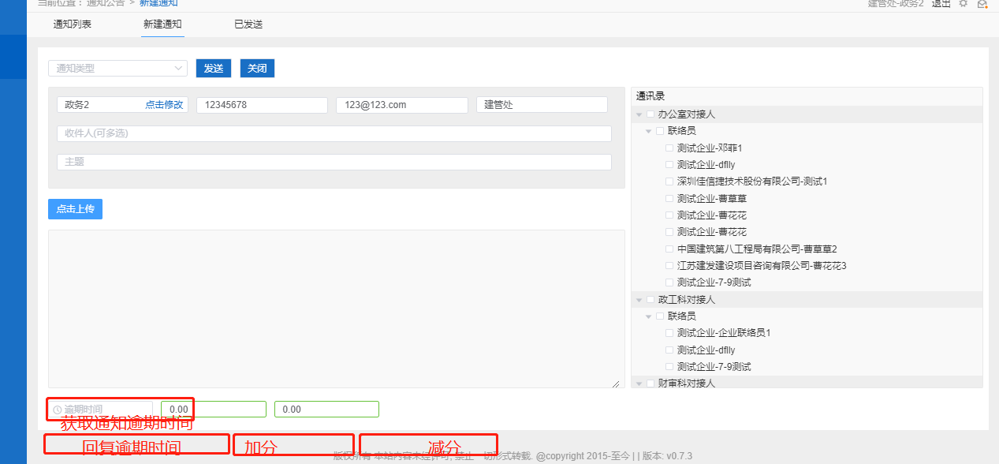 当前位置： 通知公告 > 新建通知
建管处-政务2 退出
通知列表 新建通知 已发送
通知类型 发送 关闭
政务2 点击修改 12345678 123@123.com 建管处
收件人(可多选)
主题
点击上传
通讯录
办公室对接人
联络员
测试企业-邓菲1
测试企业-dflly
深圳佳信捷技术股份有限公司-测试1
测试企业-曹草草
测试企业-曹花花
测试企业-曹花花
中国建筑第八工程局有限公司-曹草草2
江苏建发建设项目咨询有限公司-曹花花3
测试企业-7-9测试
政工科对接人
联络员
测试企业-企业联络员1
测试企业-dflly
测试企业-7-9测试
财审科对接人
逾期时间 0.00 0.00
获取通知逾期时间
回复逾期时间 加分 减分
版权所有 本站内容未经许可, 禁止一切形式转载. @copyright 2015-至今 | | 版本: v0.7.3